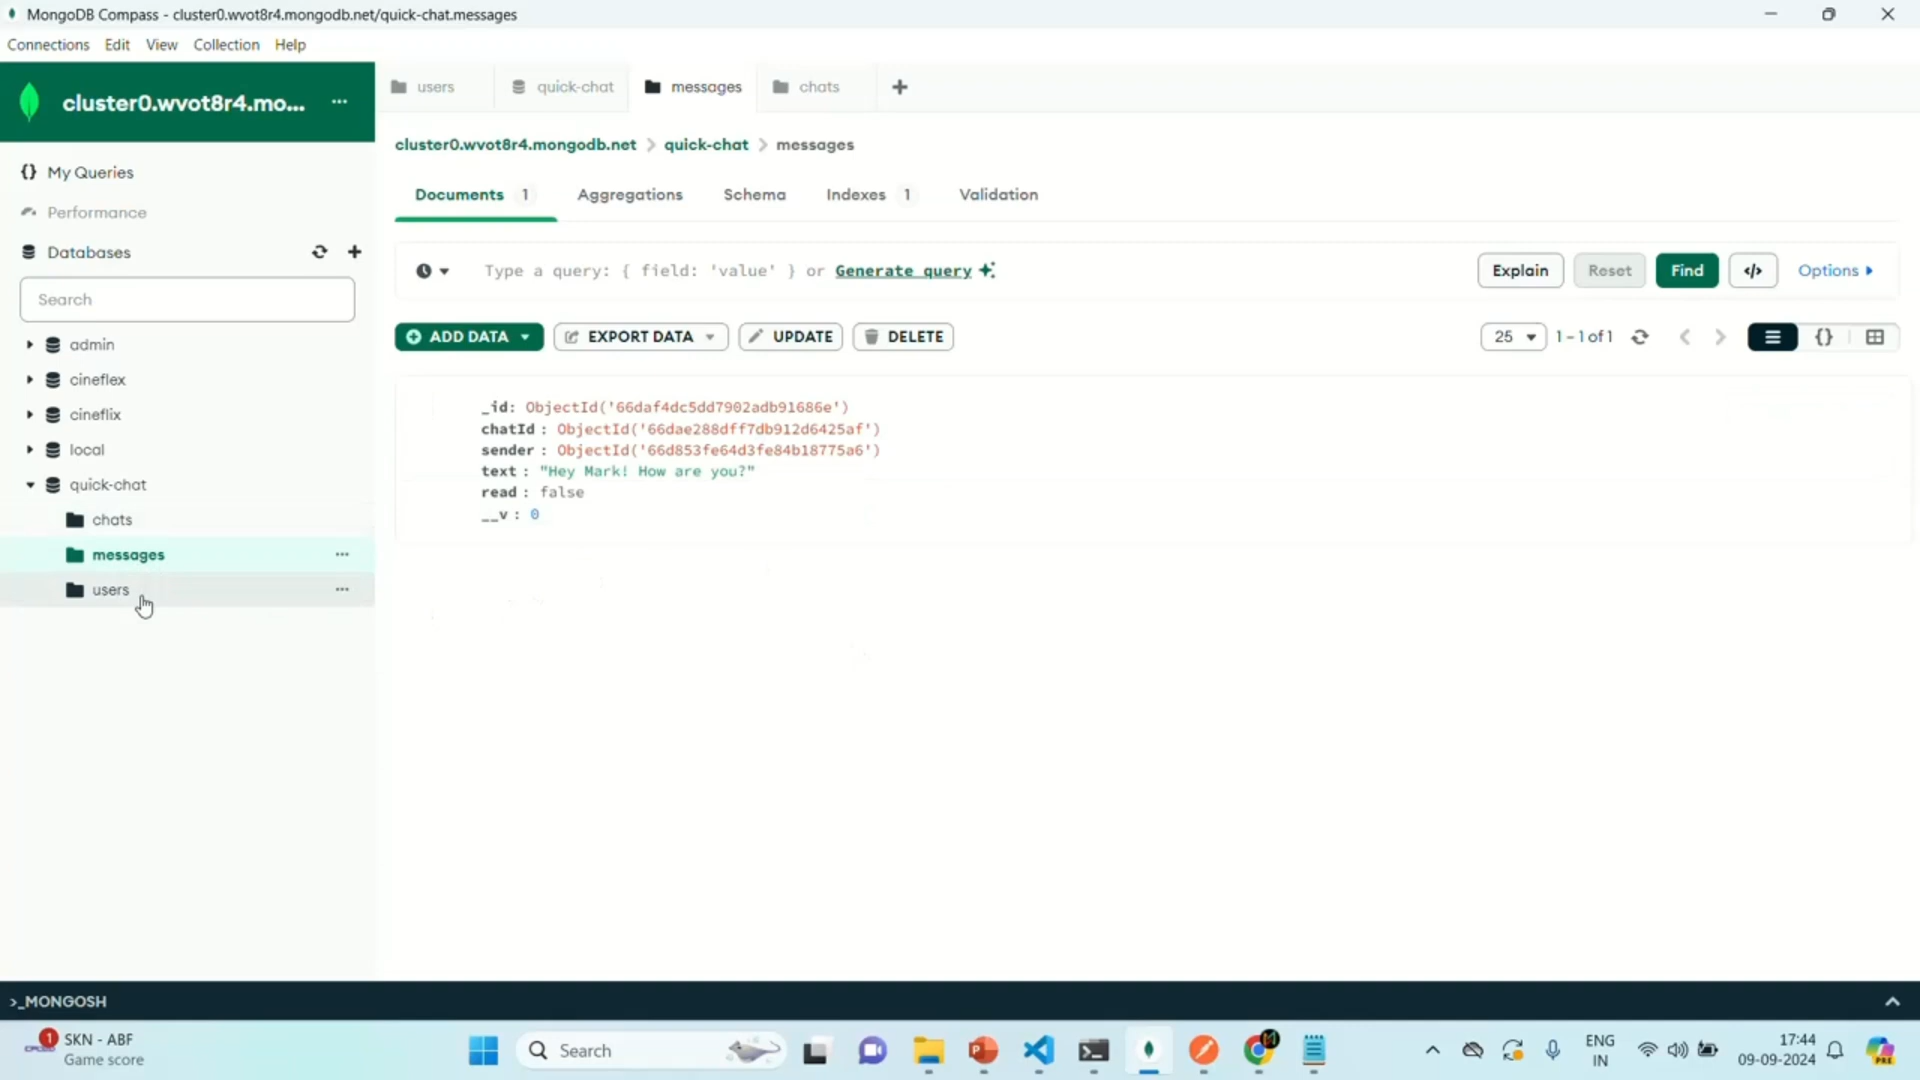 MongoDB Compass - cluster0.wvot8r4.mongodb.net/quick-chat.messages
Connections Edit View Collection Help
cluster0.wvot8r4.mo... ...
users quick-chat messages chats +
cluster0.wvot8r4.mongodb.net > quick-chat > messages
My Queries
Performance
Databases
Search
admin
cineflex
cineflix
local
quick-chat
chats
messages ...
users ...
Documents 1 Aggregations Schema Indexes 1 Validation
Type a query: { field: 'value' } or Generate query
Explain Reset Find </> Options
ADD DATA EXPORT DATA UPDATE DELETE
25 1 – 1 of 1 {}
_id: ObjectId('66daf4dc5dd7902adb91686e')
chatId : ObjectId('66dae288dff7db912d6425af')
sender : ObjectId('66d853fe64d3fe84b18775a6')
text : "Hey Mark! How are you?"
read : false
__v : 0
>_MONGOSH
1 SKN - ABF
Game score
Search
ENG
IN
17:44
09-09-2024
PRE